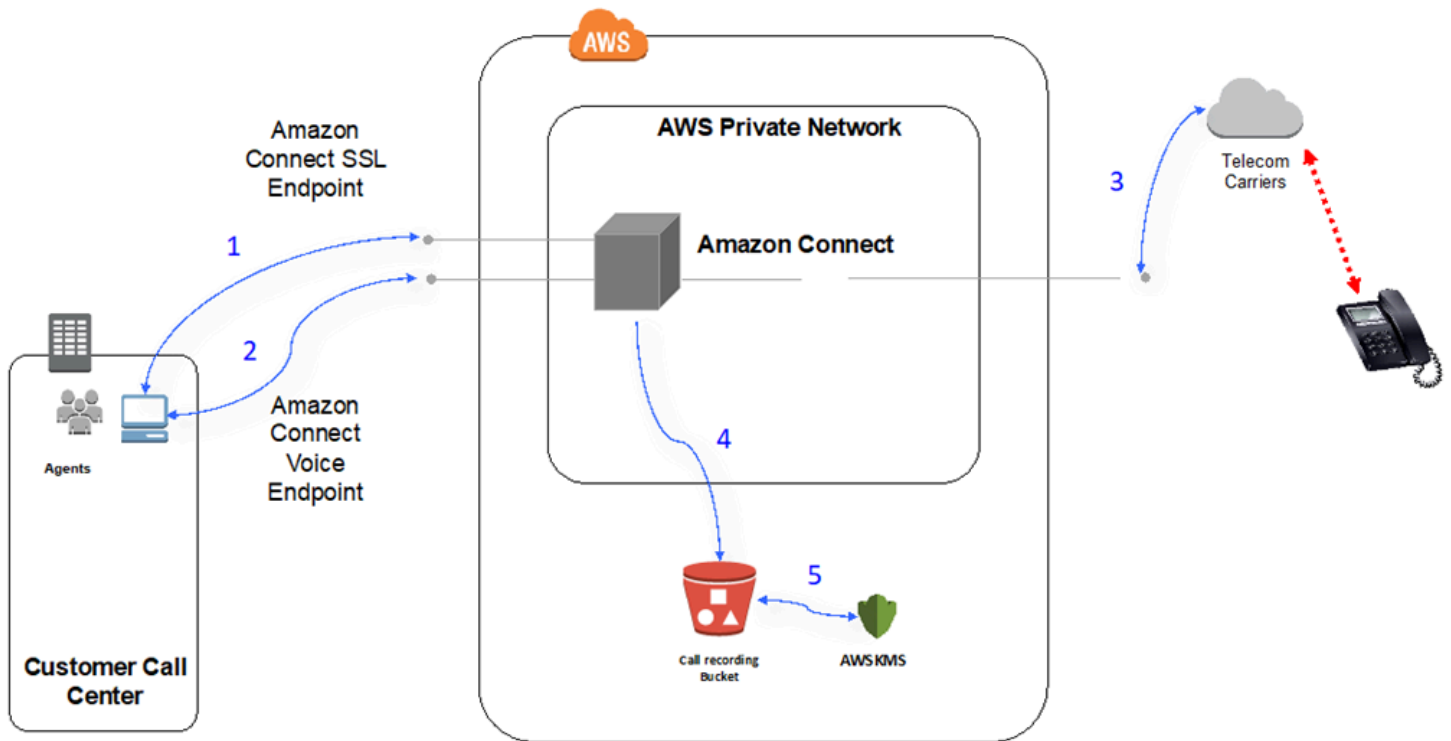 AWS
AWS Private Network
Amazon
Connect SSL
Endpoint
Telecom
Carriers
3
1
Amazon Connect
2
Amazon
Connect
Voice
Endpoint
Agents
4
5
Call recording
Bucket
AWS KMS
Customer Call
Center